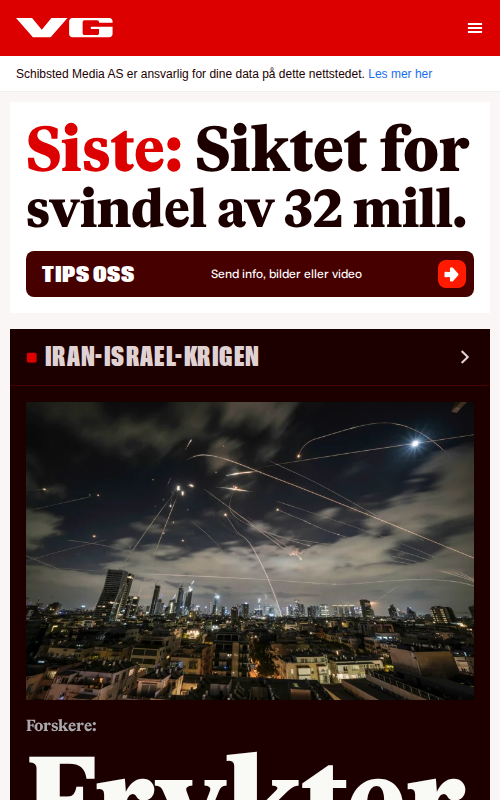 VG
Schibsted Media AS er ansvarlig for dine data på dette nettstedet. Les mer her
Siste: Siktet for
svindel av 32 mill.
TIPS OSS
Send info, bilder eller video
IRAN-ISRAEL-KRIGEN
Forskere:
Frykter